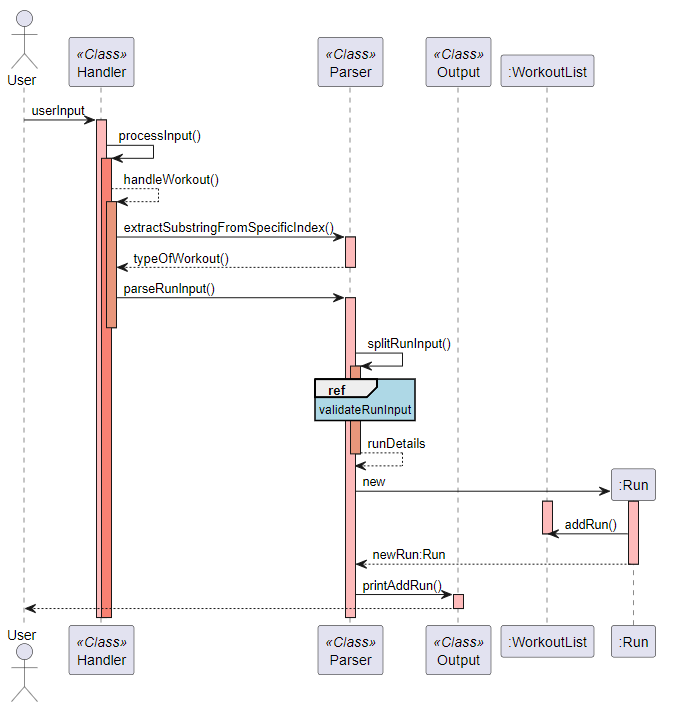 User
«Class»
Handler
«Class»
Parser
«Class»
Output
:WorkoutList
userInput
processInput()
handleWorkout()
extractSubstringFromSpecificIndex()
typeOfWorkout()
parseRunInput()
splitRunInput()
ref
validateRunInput
runDetails
new
:Run
addRun()
newRun:Run
printAddRun()
User
«Class»
Handler
«Class»
Parser
«Class»
Output
:WorkoutList
:Run